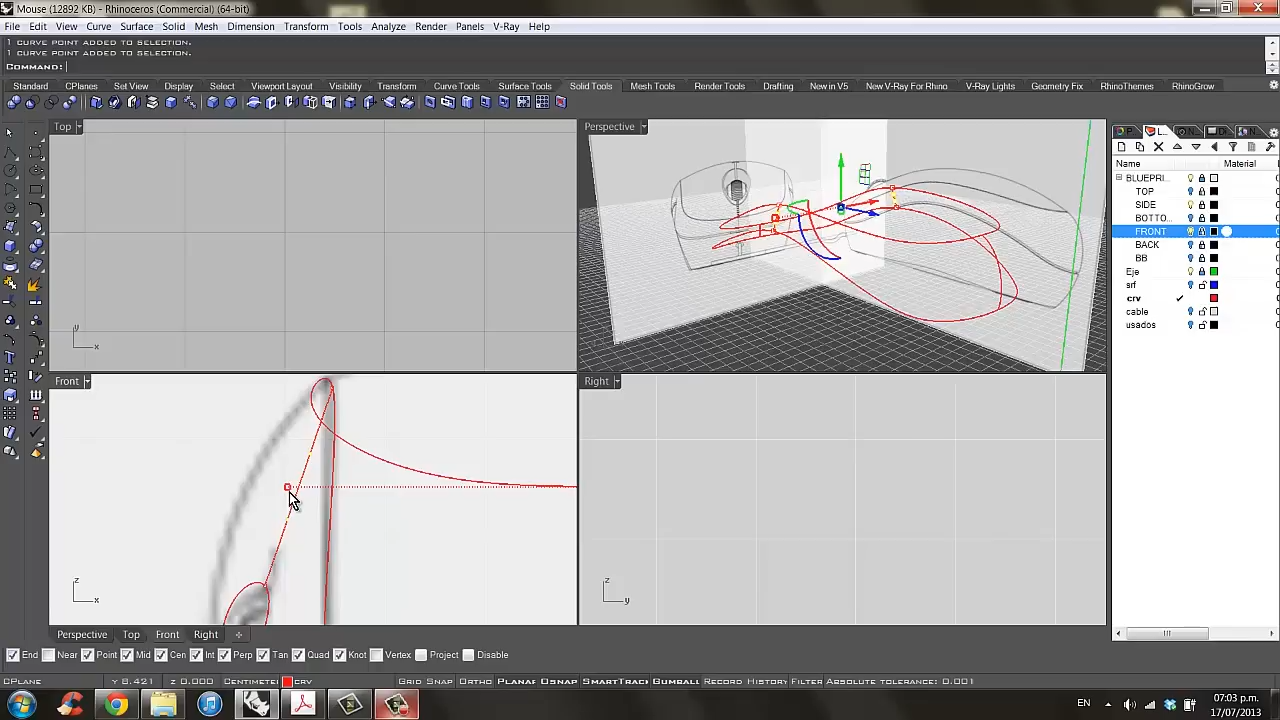 Mouse (12892 KB) - Rhinoceros (Commercial) (64-bit)
File Edit View Curve Surface Solid Mesh Dimension Transform Tools Analyze Render Panels V-Ray Help
1 CURVE POINT ADDED TO SELECTION.
1 CURVE POINT ADDED TO SELECTION.
COMMAND:
Standard CPlanes Set View Display Select Viewport Layout Visibility Transform Curve Tools Surface Tools Solid Tools Mesh Tools Render Tools Drafting New in V5 New V-Ray For Rhino V-Ray Lights Geometry Fix RhinoThemes RhinoGrow
Top
y
x
Perspective
Front
z
x
Right
z
y
P... L... N... D... N...
Name Material
BLUEPRI...
TOP
SIDE
BOTTO...
FRONT
BACK
BB
Eje
srf
crv
cable
usados
Perspective Top Front Right
End Near Point Mid Cen Int Perp Tan Quad Knot Vertex Project Disable
CPLANE Y 8.421 Z 0.000 CENTIMETER CRV GRID SNAP ORTHO PLANAR OSNAP SMARTTRACK GUMBALL RECORD HISTORY FILTER ABSOLUTE TOLERANCE: 0.001
EN
07:03 p.m.
17/07/2013